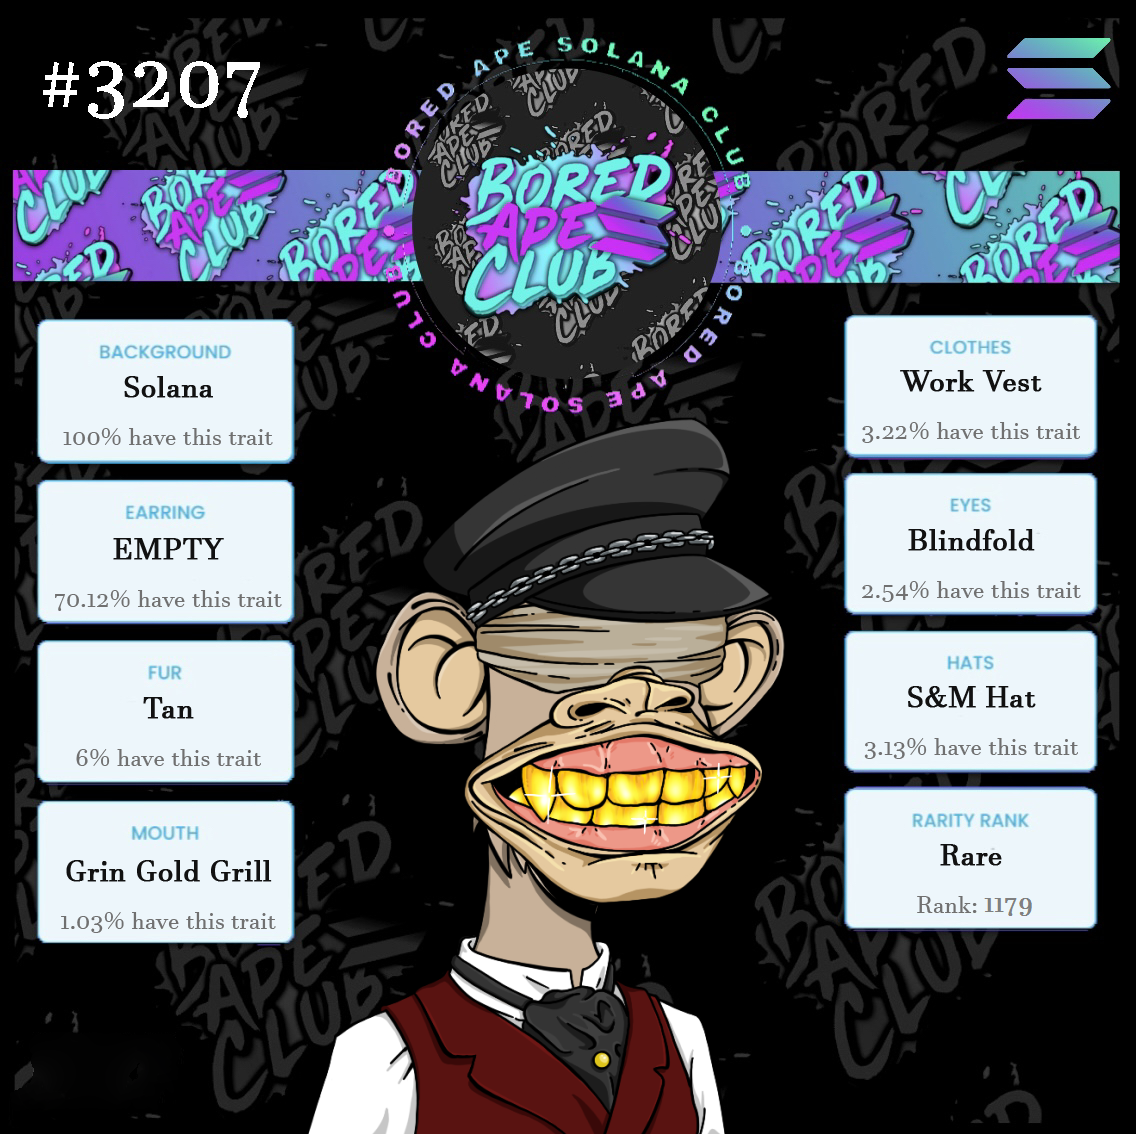 #3207
BORED APE SOLANA CLUB
BORED APE SOLANA CLUB
BORED
APE
CLUB
BACKGROUND
Solana
100% have this trait
EARRING
EMPTY
70.12% have this trait
FUR
Tan
6% have this trait
MOUTH
Grin Gold Grill
1.03% have this trait
CLOTHES
Work Vest
3.22% have this trait
EYES
Blindfold
2.54% have this trait
HATS
S&M Hat
3.13% have this trait
RARITY RANK
Rare
Rank: 1179